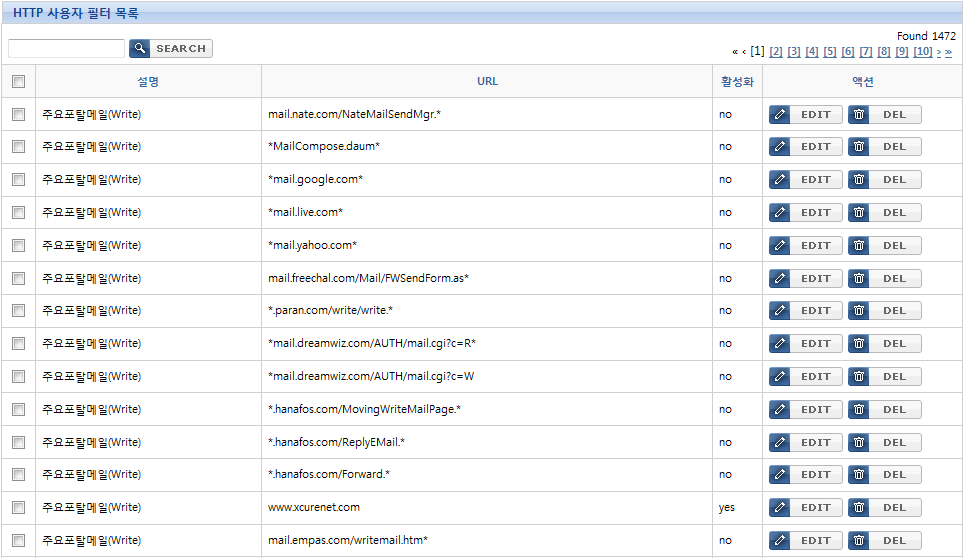 HTTP 사용자 필터 목록
Found 1472
SEARCH
« ‹ [1] [2] [3] [4] [5] [6] [7] [8] [9] [10] › »
설명 URL 활성화 액션
주요포탈메일(Write) mail.nate.com/NateMailSendMgr.* no EDIT DEL
주요포탈메일(Write) *MailCompose.daum* no EDIT DEL
주요포탈메일(Write) *mail.google.com* no EDIT DEL
주요포탈메일(Write) *mail.live.com* no EDIT DEL
주요포탈메일(Write) *mail.yahoo.com* no EDIT DEL
주요포탈메일(Write) mail.freechal.com/Mail/FWSendForm.as* no EDIT DEL
주요포탈메일(Write) *.paran.com/write/write.* no EDIT DEL
주요포탈메일(Write) *mail.dreamwiz.com/AUTH/mail.cgi?c=R* no EDIT DEL
주요포탈메일(Write) *mail.dreamwiz.com/AUTH/mail.cgi?c=W no EDIT DEL
주요포탈메일(Write) *.hanafos.com/MovingWriteMailPage.* no EDIT DEL
주요포탈메일(Write) *.hanafos.com/ReplyEMail.* no EDIT DEL
주요포탈메일(Write) *.hanafos.com/Forward.* no EDIT DEL
주요포탈메일(Write) www.xcurenet.com yes EDIT DEL
주요포탈메일(Write) mail.empas.com/writemail.htm* no EDIT DEL